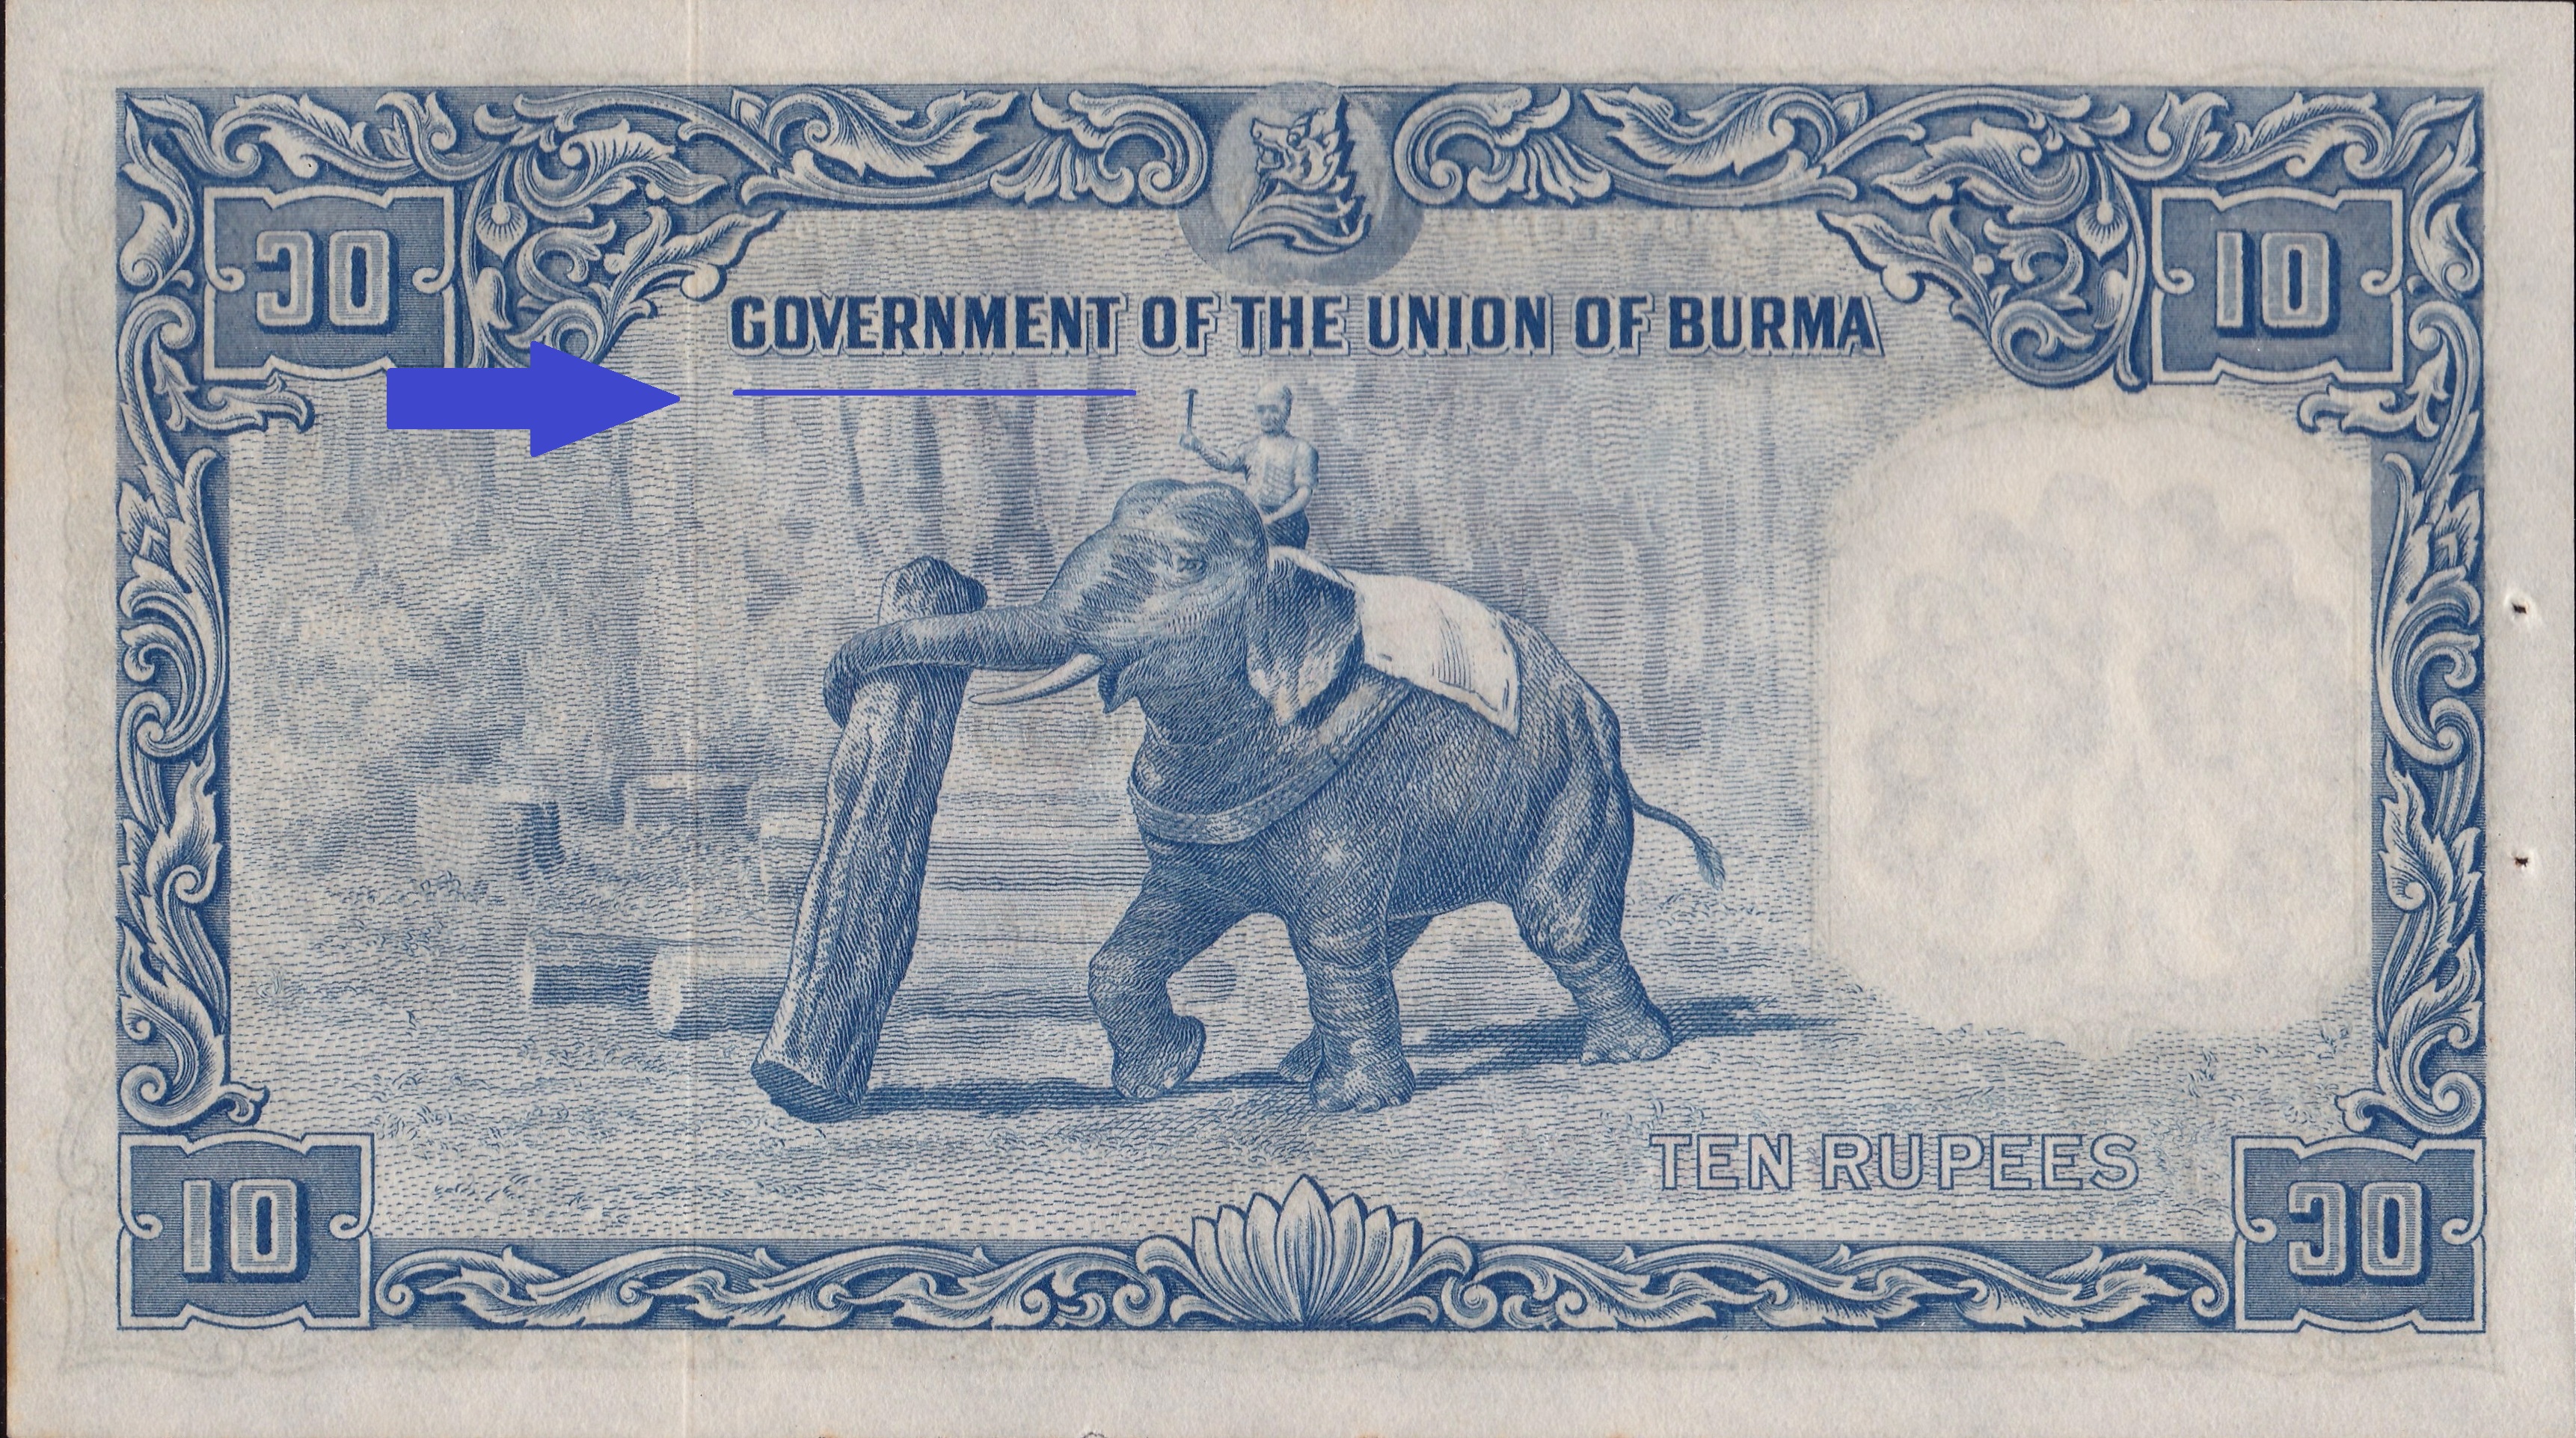 ၁၀ 10
GOVERNMENT OF THE UNION OF BURMA
TEN RUPEES
10 ၁၀